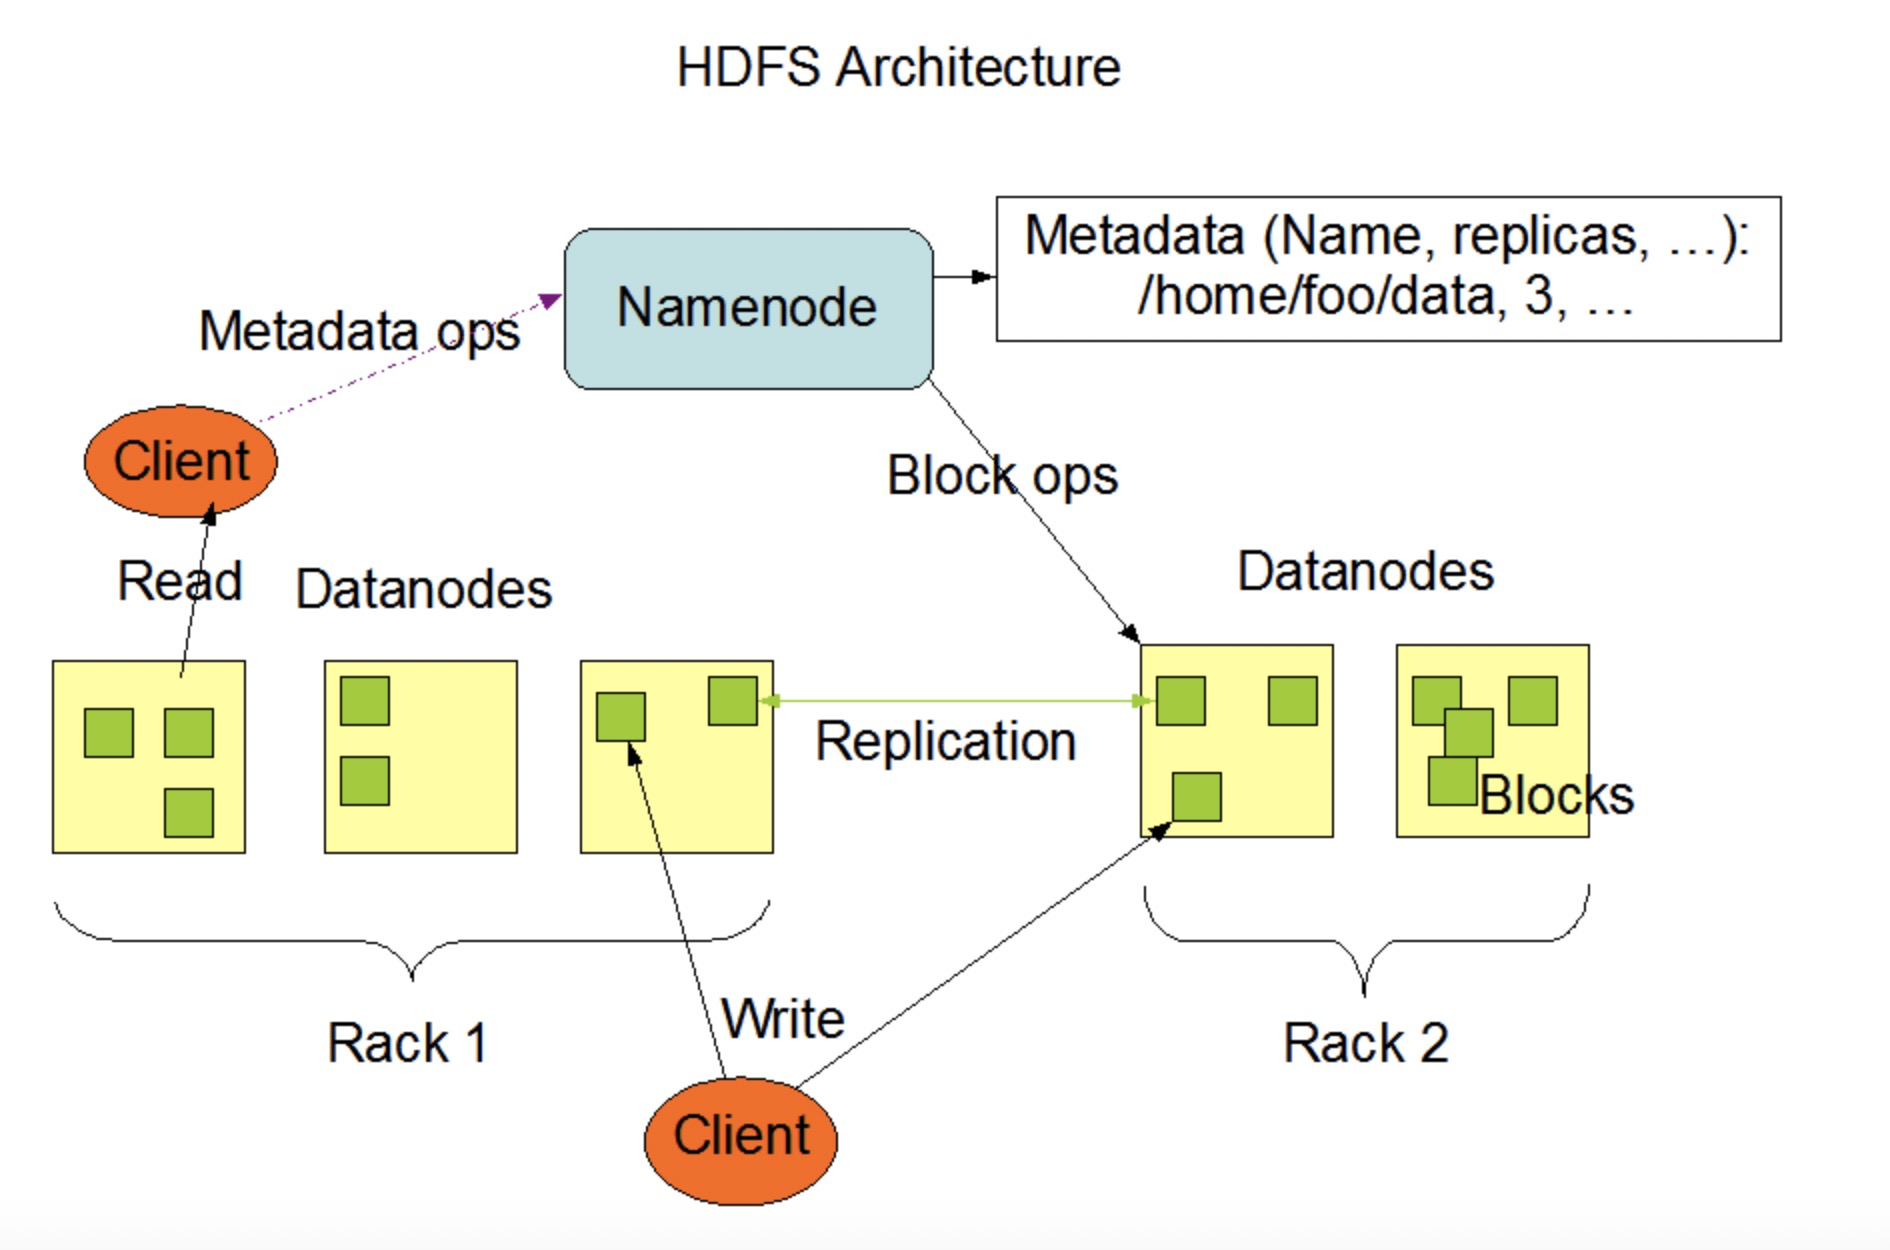 HDFS Architecture
Metadata (Name, replicas, …):
/home/foo/data, 3, …
Namenode
Metadata ops
Client
Block ops
Read
Datanodes
Datanodes
Replication
Blocks
Rack 1
Write
Rack 2
Client